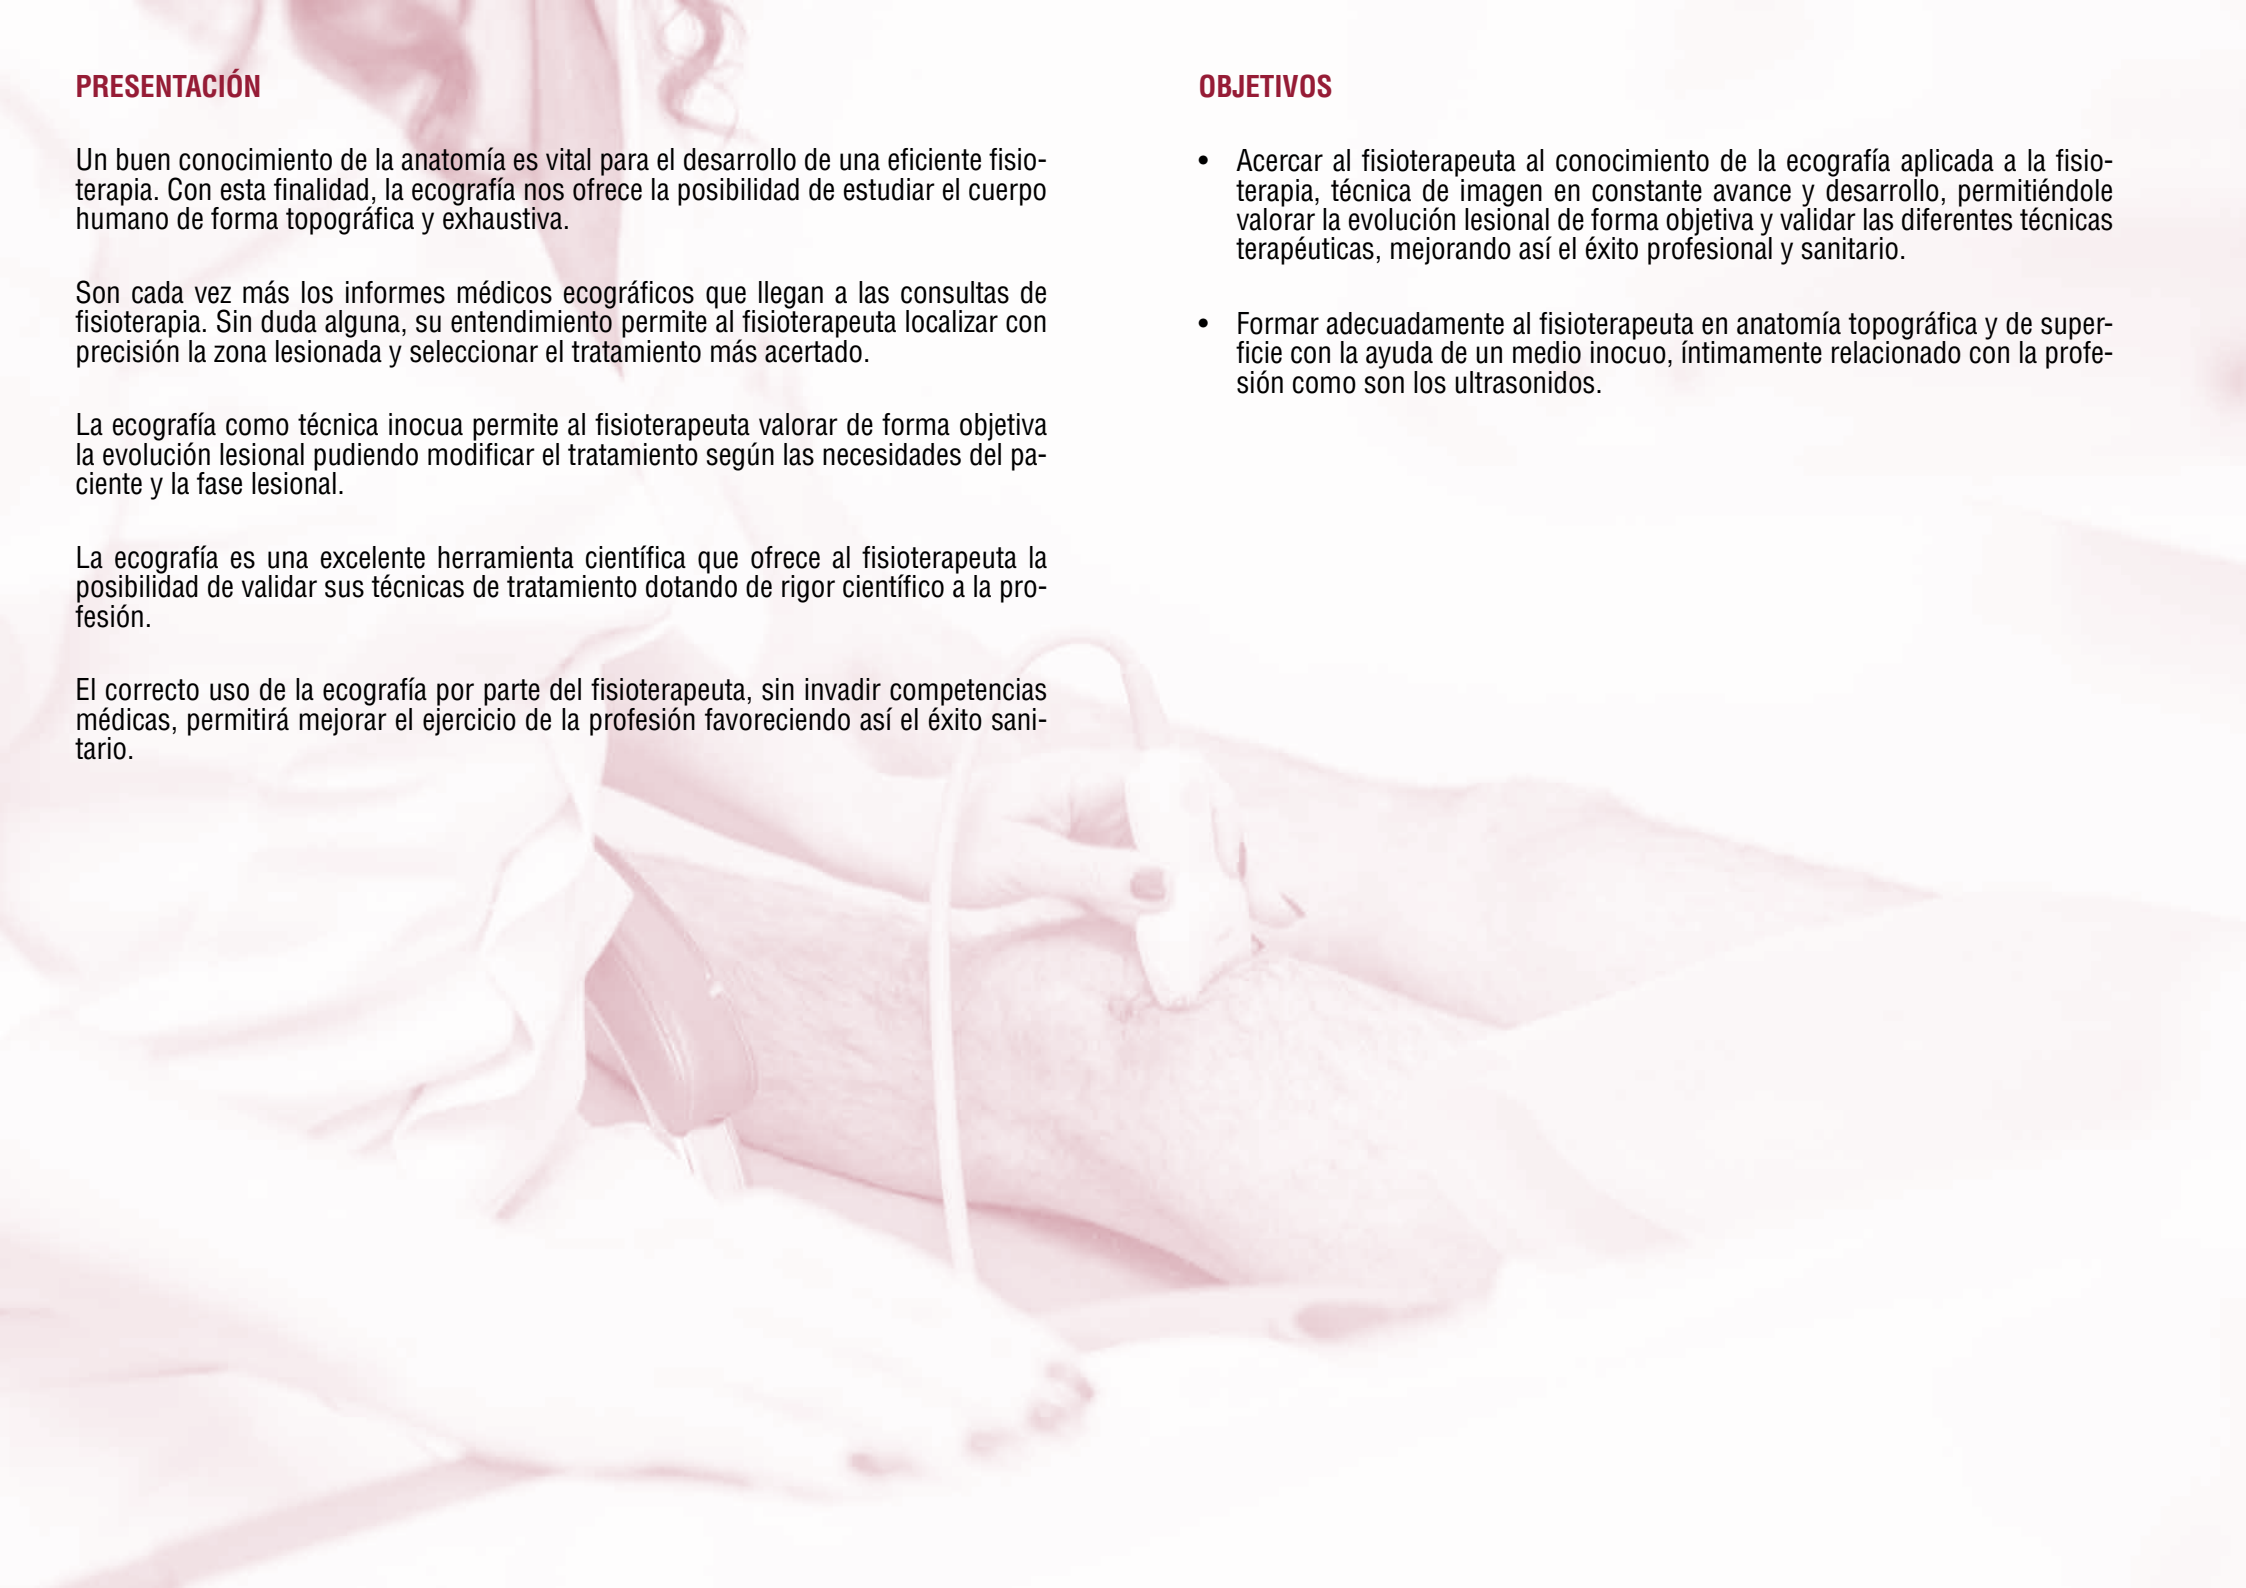 PRESENTACIÓN
Un buen conocimiento de la anatomía es vital para el desarrollo de una eficiente fisio-
terapia. Con esta finalidad, la ecografía nos ofrece la posibilidad de estudiar el cuerpo
humano de forma topográfica y exhaustiva.
Son cada vez más los informes médicos ecográficos que llegan a las consultas de
fisioterapia. Sin duda alguna, su entendimiento permite al fisioterapeuta localizar con
precisión la zona lesionada y seleccionar el tratamiento más acertado.
La ecografía como técnica inocua permite al fisioterapeuta valorar de forma objetiva
la evolución lesional pudiendo modificar el tratamiento según las necesidades del pa-
ciente y la fase lesional.
La ecografía es una excelente herramienta científica que ofrece al fisioterapeuta la
posibilidad de validar sus técnicas de tratamiento dotando de rigor científico a la pro-
fesión.
El correcto uso de la ecografía por parte del fisioterapeuta, sin invadir competencias
médicas, permitirá mejorar el ejercicio de la profesión favoreciendo así el éxito sani-
tario.
OBJETIVOS
• Acercar al fisioterapeuta al conocimiento de la ecografía aplicada a la fisio-
terapia, técnica de imagen en constante avance y desarrollo, permitiéndole
valorar la evolución lesional de forma objetiva y validar las diferentes técnicas
terapéuticas, mejorando así el éxito profesional y sanitario.
• Formar adecuadamente al fisioterapeuta en anatomía topográfica y de super-
ficie con la ayuda de un medio inocuo, íntimamente relacionado con la profe-
sión como son los ultrasonidos.